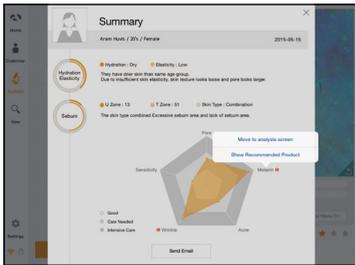 Summary
Aram Huvis / 20's / Female
2015-05-15
Home
Customer
Analysis
View
Settings
Hydration
Elasticity
Hydration : Dry
Elasticity : Low
They have drier skin than same age group.
Due to insufficient skin elasticity, skin texture looks loose and pore looks larger.
Sebum
U Zone : 13
T Zone : 51
Skin Type : Combination
The skin type combined Excessive sebum area and lack of sebum area.
Pore
Move to analysis screen
Show Recommended Product
Sensitivity
Melanin
Good
Care Needed
Intensive Care
Wrinkle
Acne
Send Email